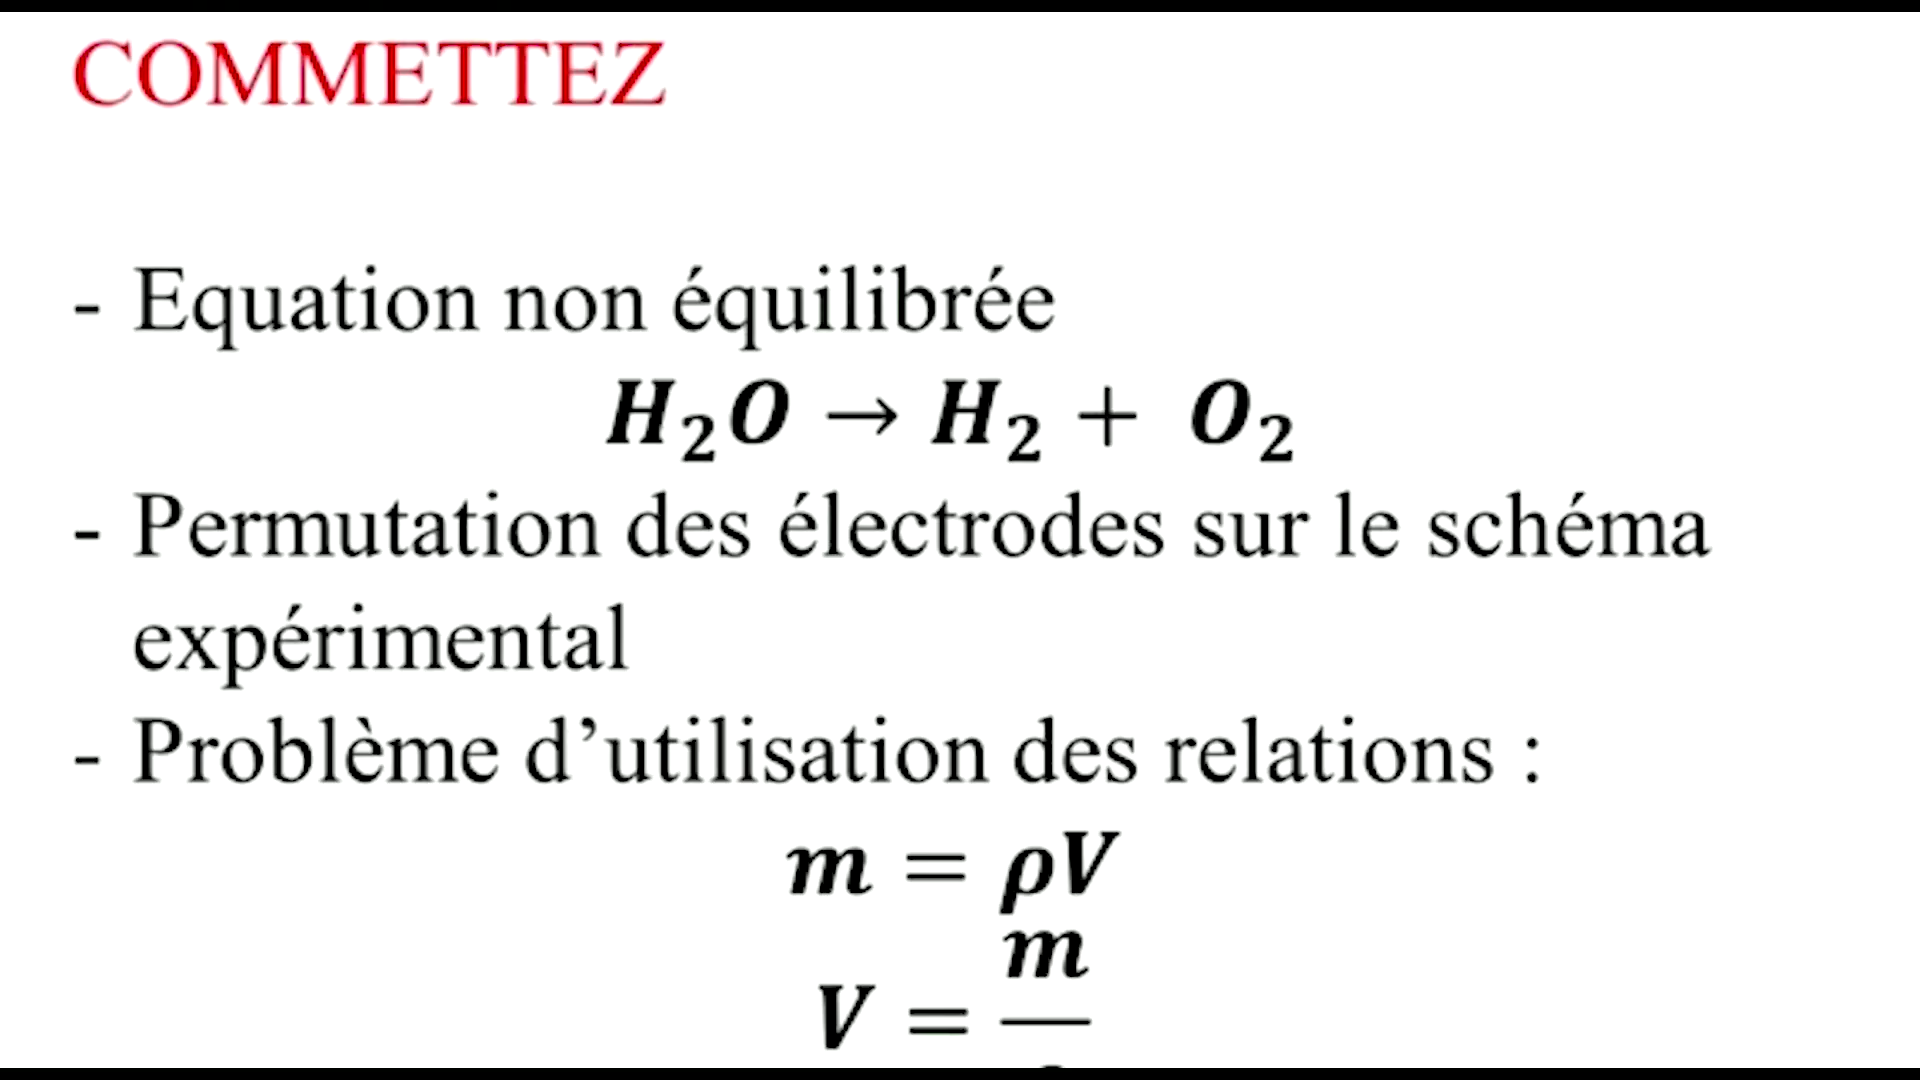 COMMETTEZ
- Equation non équilibrée
H₂O → H₂ + O₂
- Permutation des électrodes sur le schéma
expérimental
- Problème d’utilisation des relations :
m = ρV
V = m/